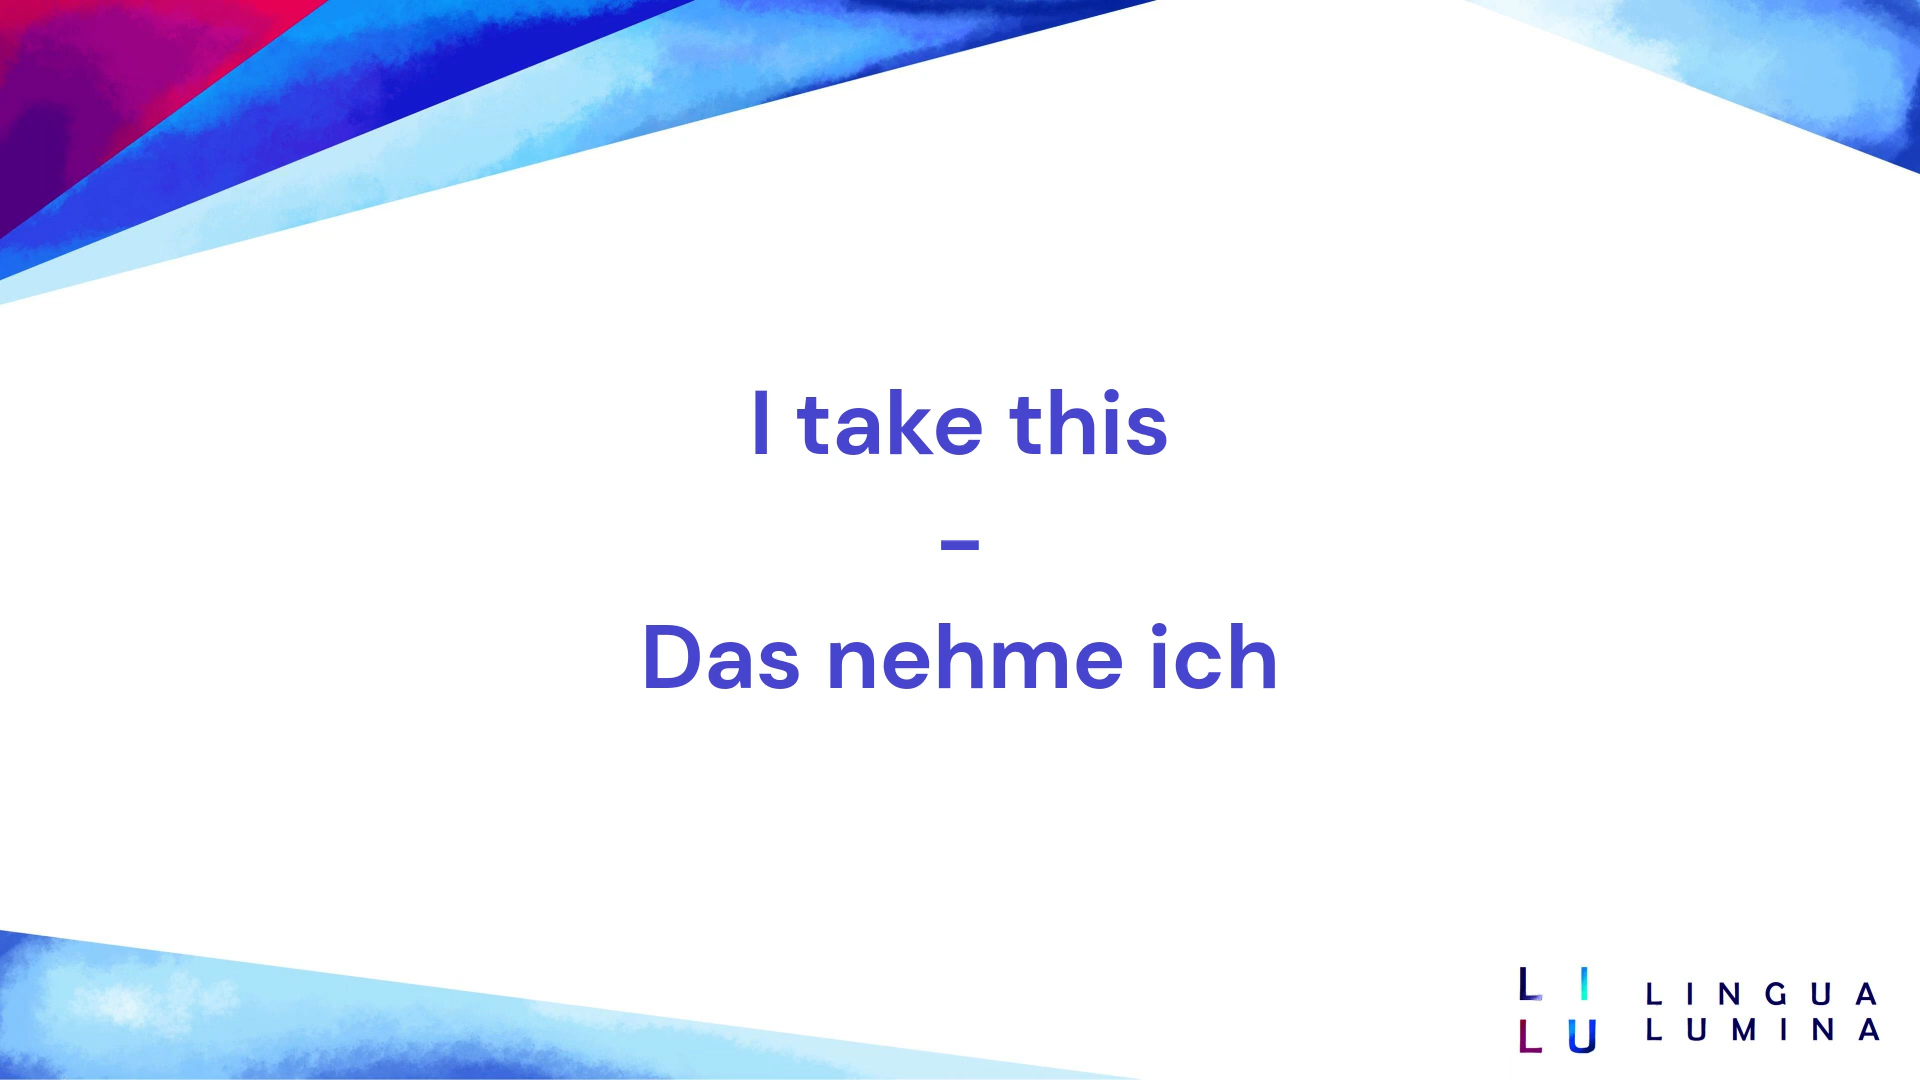 I take this
–
Das nehme ich
L I
L U
LINGUA
LUMINA